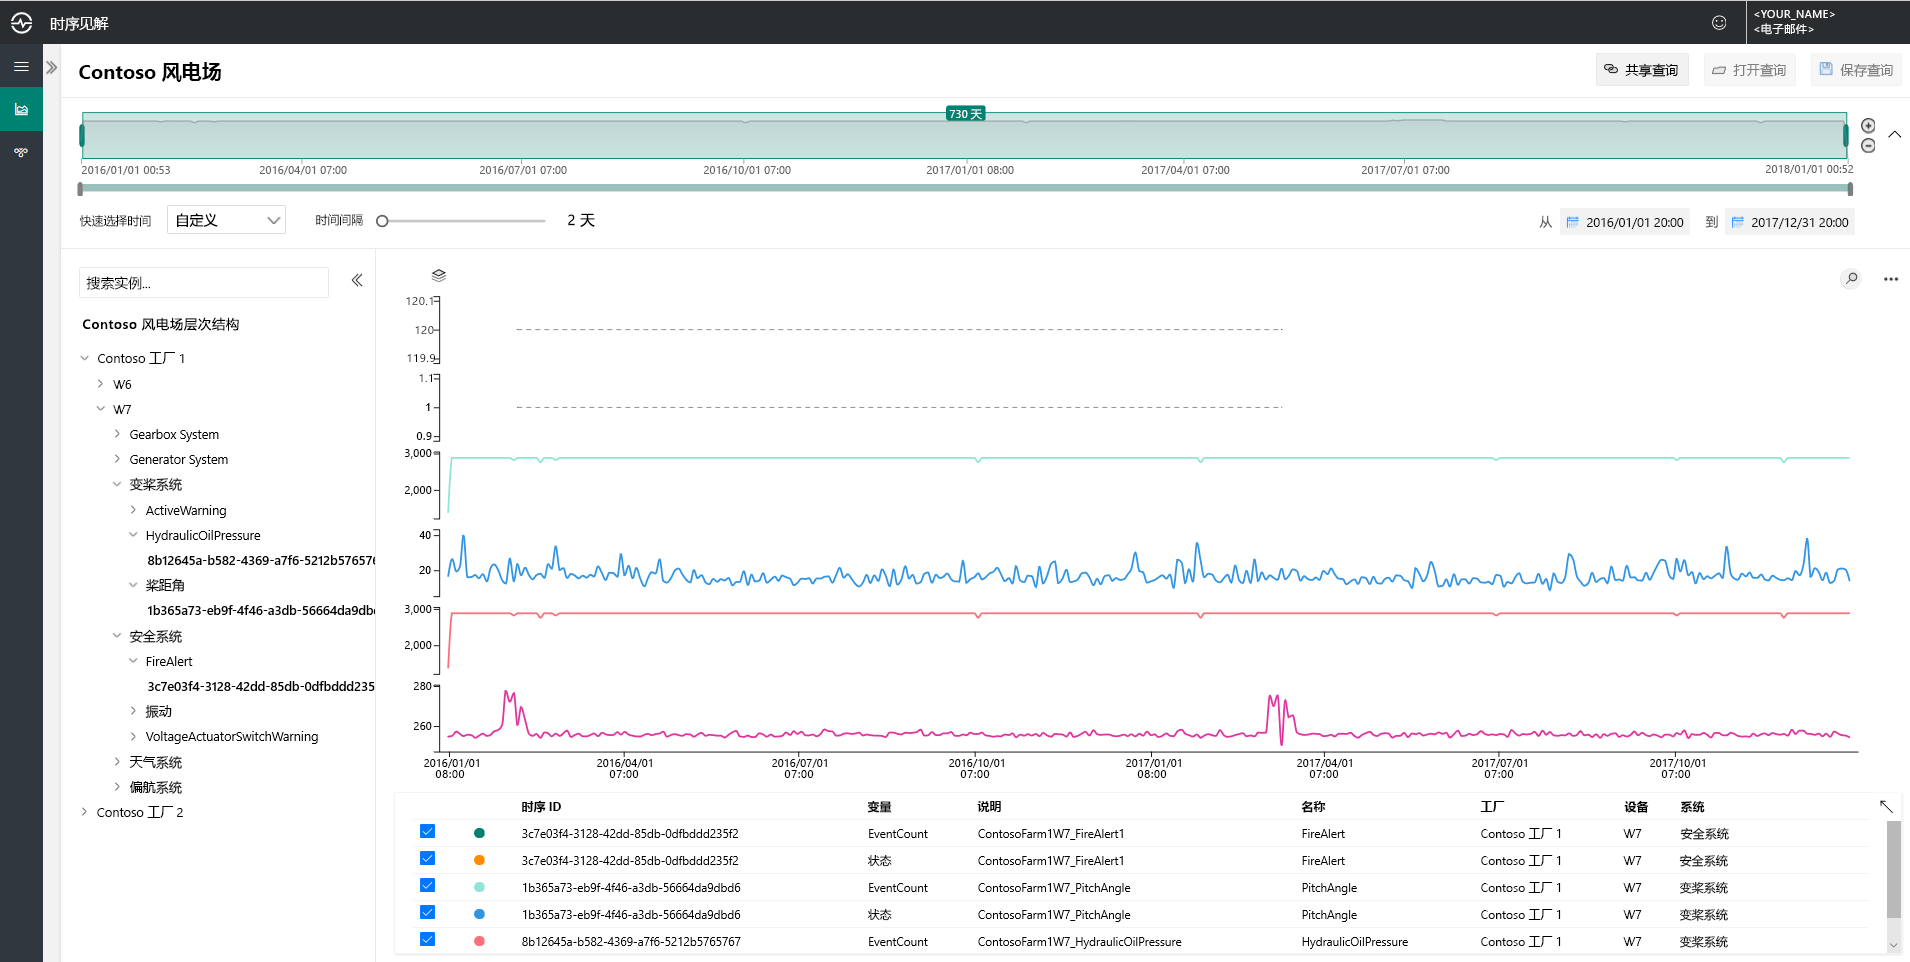 时序见解
<YOUR_NAME>
<电子邮件>
Contoso 风电场
共享查询
打开查询
保存查询
730 天
2016/01/01 00:53
2016/04/01 07:00
2016/07/01 07:00
2016/10/01 07:00
2017/01/01 08:00
2017/04/01 07:00
2017/07/01 07:00
2018/01/01 00:52
快速选择时间
自定义
时间间隔
2 天
从
2016/01/01 20:00
到
2017/12/31 20:00
搜索实例...
Contoso 风电场层次结构
Contoso 工厂 1
W6
W7
Gearbox System
Generator System
变桨系统
ActiveWarning
HydraulicOilPressure
8b12645a-b582-4369-a7f6-5212b576576
桨距角
1b365a73-eb9f-4f46-a3db-56664da9dbd
安全系统
FireAlert
3c7e03f4-3128-42dd-85db-0dfbddd235
振动
VoltageActuatorSwitchWarning
天气系统
偏航系统
Contoso 工厂 2
120.1
120
119.9
1.1
1
0.9
3,000
2,000
40
20
3,000
2,000
280
260
2016/01/01 08:00
2016/04/01 07:00
2016/07/01 07:00
2016/10/01 07:00
2017/01/01 08:00
2017/04/01 07:00
2017/07/01 07:00
2017/10/01 07:00
时序 ID 变量 说明 名称 工厂 设备 系统
3c7e03f4-3128-42dd-85db-0dfbddd235f2 EventCount ContosoFarm1W7_FireAlert1 FireAlert Contoso 工厂 1 W7 安全系统
3c7e03f4-3128-42dd-85db-0dfbddd235f2 状态 ContosoFarm1W7_FireAlert1 FireAlert Contoso 工厂 1 W7 安全系统
1b365a73-eb9f-4f46-a3db-56664da9dbd6 EventCount ContosoFarm1W7_PitchAngle PitchAngle Contoso 工厂 1 W7 变桨系统
1b365a73-eb9f-4f46-a3db-56664da9dbd6 状态 ContosoFarm1W7_PitchAngle PitchAngle Contoso 工厂 1 W7 变桨系统
8b12645a-b582-4369-a7f6-5212b5765767 EventCount ContosoFarm1W7_HydraulicOilPressure HydraulicOilPressure Contoso 工厂 1 W7 变桨系统